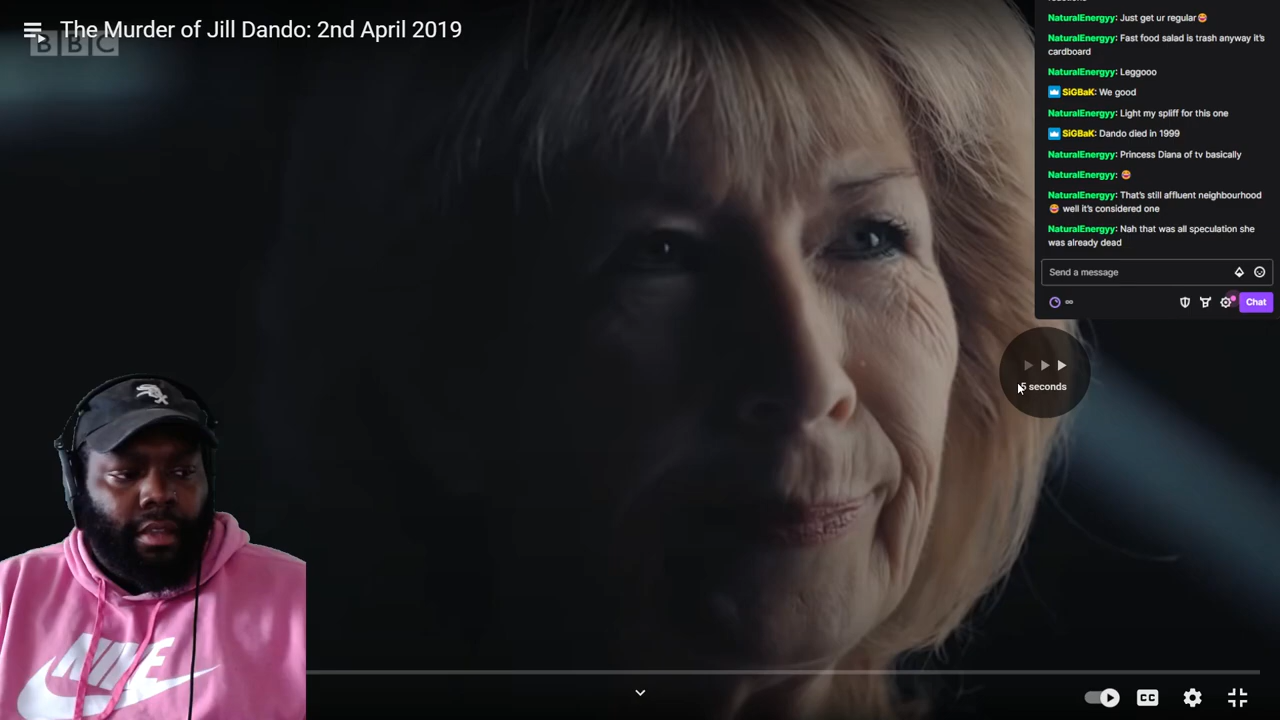 The Murder of Jill Dando: 2nd April 2019
BBC
NaturalEnergyy: Just get ur regular
NaturalEnergyy: Fast food salad is trash anyway it's
cardboard
NaturalEnergyy: Leggooo
SiGBaK: We good
NaturalEnergyy: Light my spliff for this one
SiGBaK: Dando died in 1999
NaturalEnergyy: Princess Diana of tv basically
NaturalEnergyy:
NaturalEnergyy: That's still affluent neighbourhood
well it's considered one
NaturalEnergyy: Nah that was all speculation she
was already dead
Send a message
Chat
5 seconds
NIKE
CC